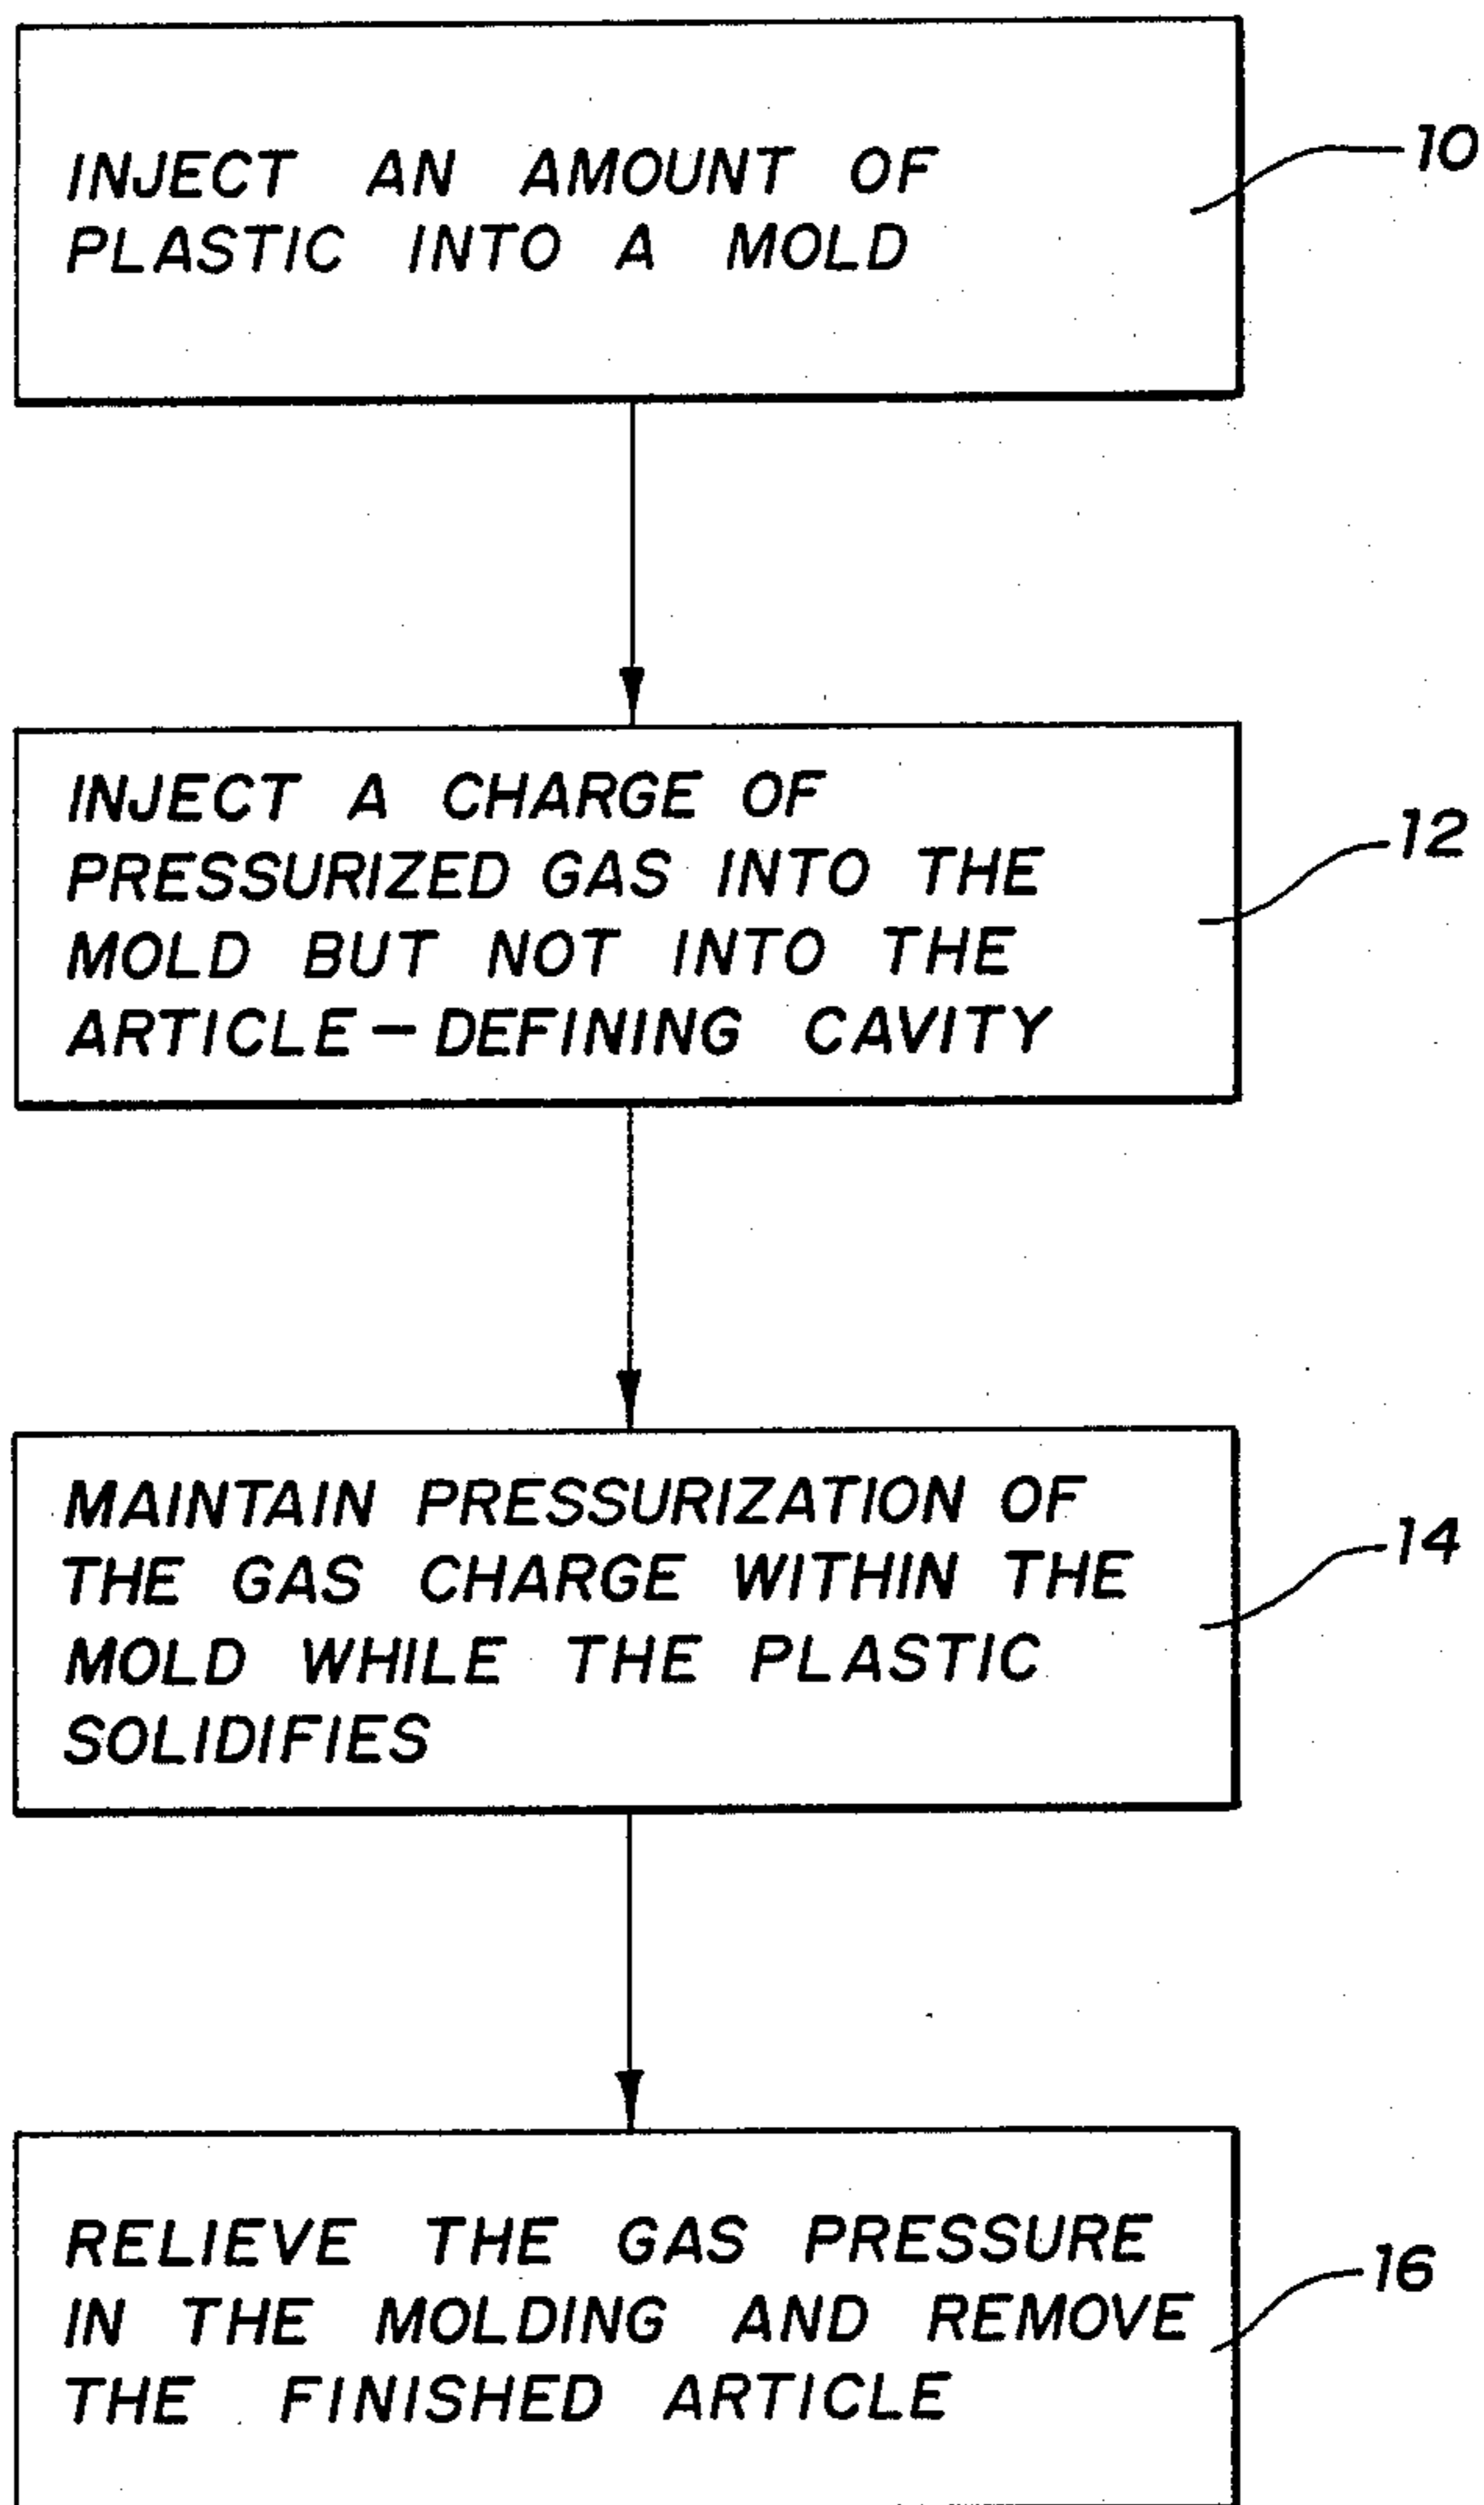 INJECT AN AMOUNT OF
PLASTIC INTO A MOLD
10
INJECT A CHARGE OF
PRESSURIZED GAS INTO THE
MOLD BUT NOT INTO THE
ARTICLE-DEFINING CAVITY
12
MAINTAIN PRESSURIZATION OF
THE GAS CHARGE WITHIN THE
MOLD WHILE THE PLASTIC
SOLIDIFIES
14
RELIEVE THE GAS PRESSURE
IN THE MOLDING AND REMOVE
THE FINISHED ARTICLE
16